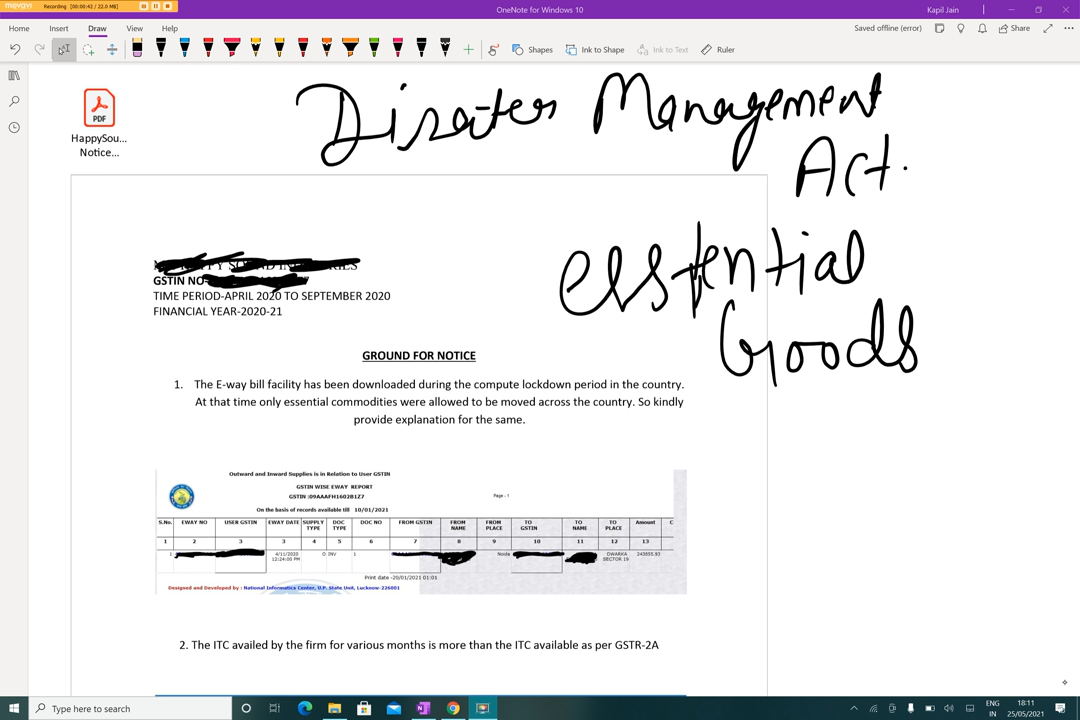 movavi Recording [ 00:00:42 / 22.0 MB ]
OneNote for Windows 10
Kapil Jain
Home Insert Draw View Help
Saved offline (error)
Share
Shapes
Ink to Shape
Ink to Text
Ruler
PDF
HappySou...
Notice...
Disaster Management
Act.
essential
Goods
GSTIN NO-
TIME PERIOD-APRIL 2020 TO SEPTEMBER 2020
FINANCIAL YEAR-2020-21
GROUND FOR NOTICE
1. The E-way bill facility has been downloaded during the compute lockdown period in the country.
At that time only essential commodities were allowed to be moved across the country. So kindly
provide explanation for the same.
Outward and Inward Supplies is in Relation to User GSTIN
GSTIN WISE EWAY REPORT
GSTIN :09AAAFH1602B1Z7
Page - 1
On the basis of records available till 10/01/2021
S.No. EWAY NO USER GSTIN EWAY DATE SUPPLY TYPE DOC TYPE DOC NO FROM GSTIN FROM NAME FROM PLACE TO GSTIN TO NAME TO PLACE Amount C
1 2 3 3 4 5 6 7 8 9 10 11 12 13
1 4/11/2020 12:24:00 PM O INV 1 Noida DWARKA SECTOR 19 243855.93
Print date -20/01/2021 01:01
Designed and Developed by : National Informatics Center, U.P. State Unit, Lucknow-226001
2. The ITC availed by the firm for various months is more than the ITC available as per GSTR-2A
Type here to search
ENG
IN
18:11
25/05/2021